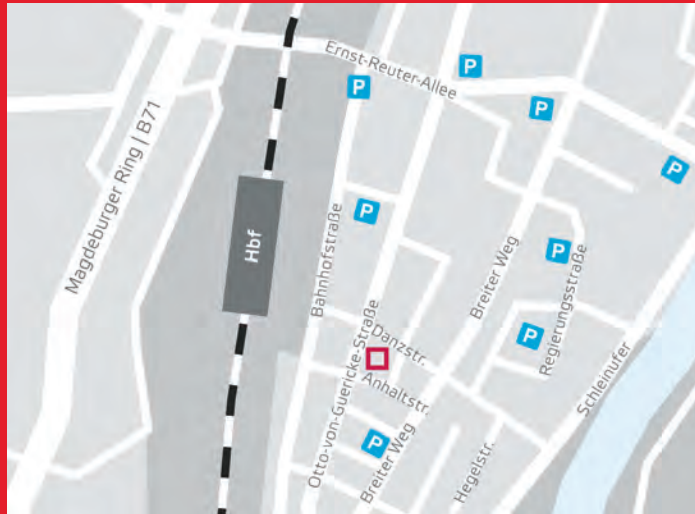 Ernst-Reuter-Allee
P
P
P
P
Magdeburger Ring | B71
Hbf
Bahnhofstraße
P
Breiter Weg
P
Regierungsstraße
Otto-von-Guericke-Straße
Danzstr.
P
Anhaltstr.
Schleinufer
P
Breiter Weg
Hegelstr.